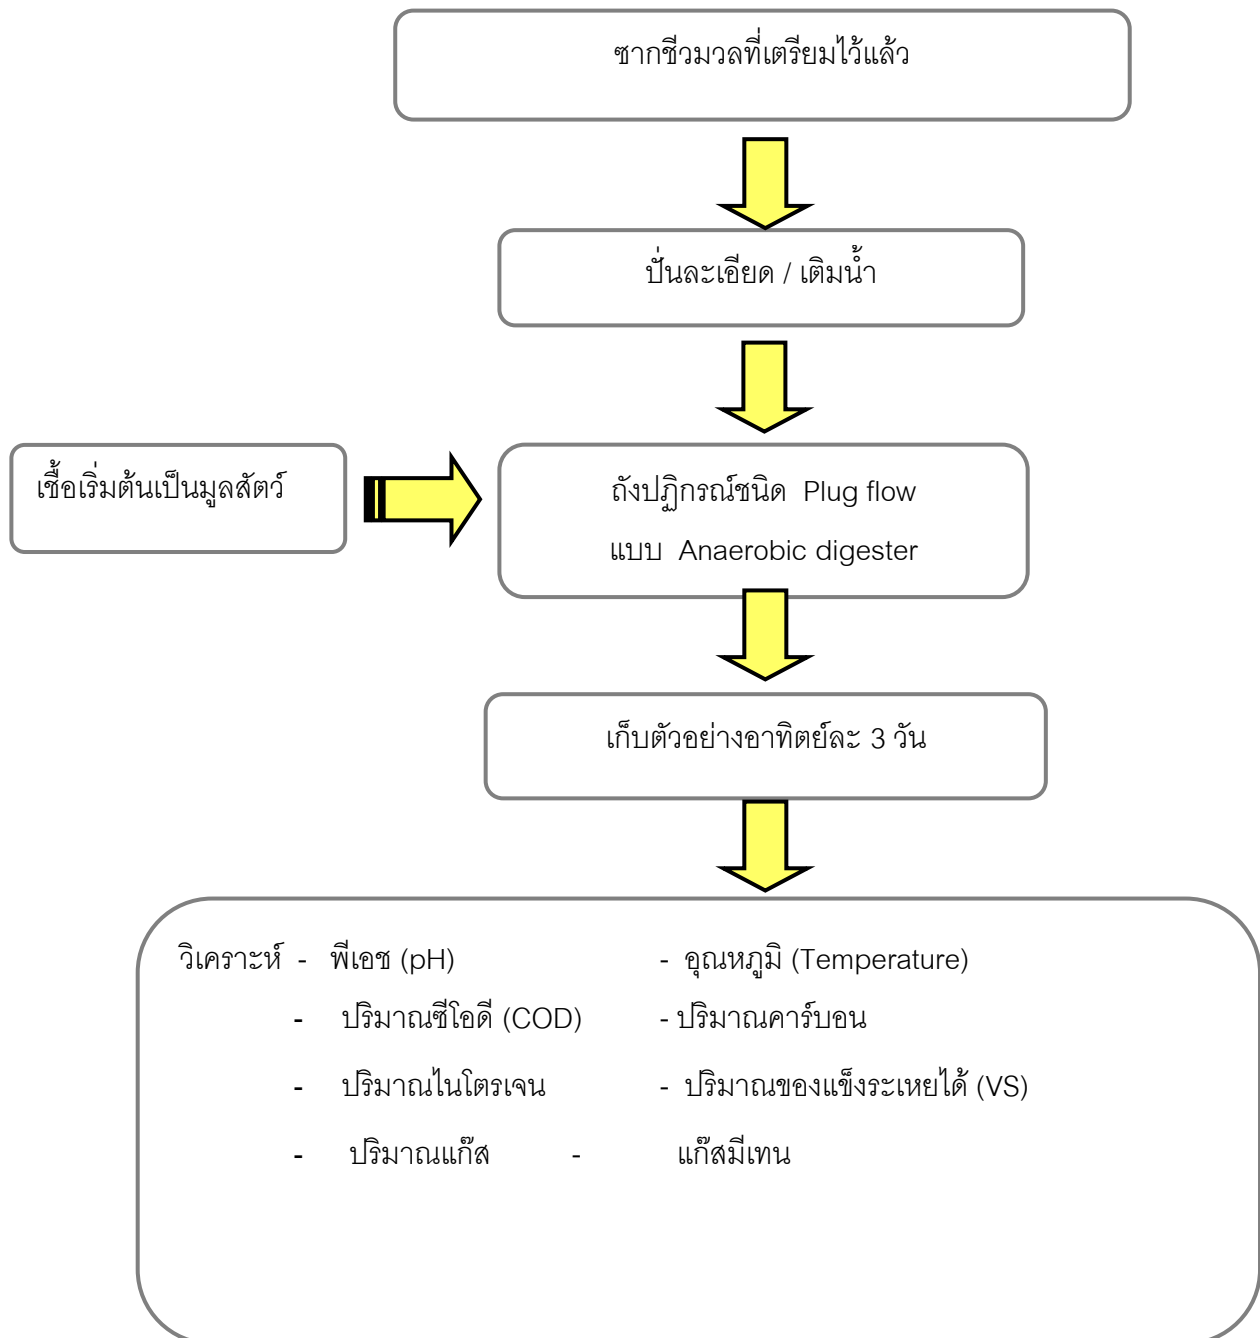 ซากชีวมวลที่เตรียมไว้แล้ว
ปั่นละเอียด / เติมน้ำ
เชื้อเริ่มต้นเป็นมูลสัตว์
ถังปฏิกรณ์ชนิด Plug flow
แบบ Anaerobic digester
เก็บตัวอย่างอาทิตย์ละ 3 วัน
วิเคราะห์ - พีเอช (pH) - อุณหภูมิ (Temperature)
- ปริมาณซีโอดี (COD) - ปริมาณคาร์บอน
- ปริมาณไนโตรเจน - ปริมาณของแข็งระเหยได้ (VS)
- ปริมาณแก๊ส - แก๊สมีเทน